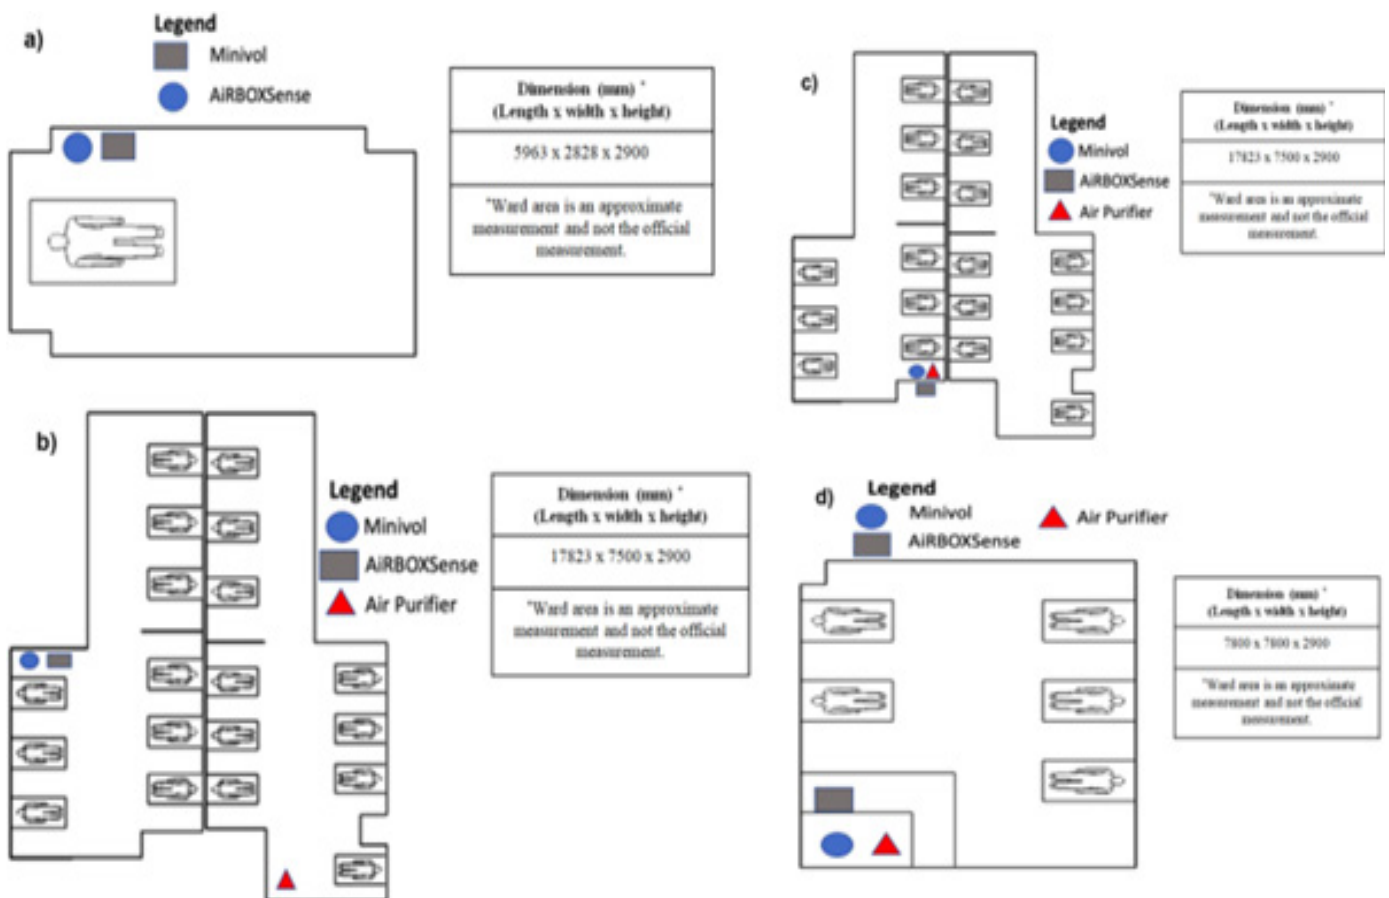 a)
Legend
Minivol
AiRBOXSense
Dimension (mm) *
(Length x width x height)
5963 x 2828 x 2900
*Ward area is an approximate
measurement and not the official
measurement.
b)
Legend
Minivol
AiRBOXSense
Air Purifier
Dimension (mm) *
(Length x width x height)
17823 x 7500 x 2900
*Ward area is an approximate
measurement and not the official
measurement.
c)
Legend
Minivol
AiRBOXSense
Air Purifier
Dimension (mm) *
(Length x width x height)
17823 x 7500 x 2900
*Ward area is an approximate
measurement and not the official
measurement.
d)
Legend
Minivol
Air Purifier
AiRBOXSense
Dimension (mm) *
(Length x width x height)
7800 x 7800 x 2900
*Ward area is an approximate
measurement and not the official
measurement.